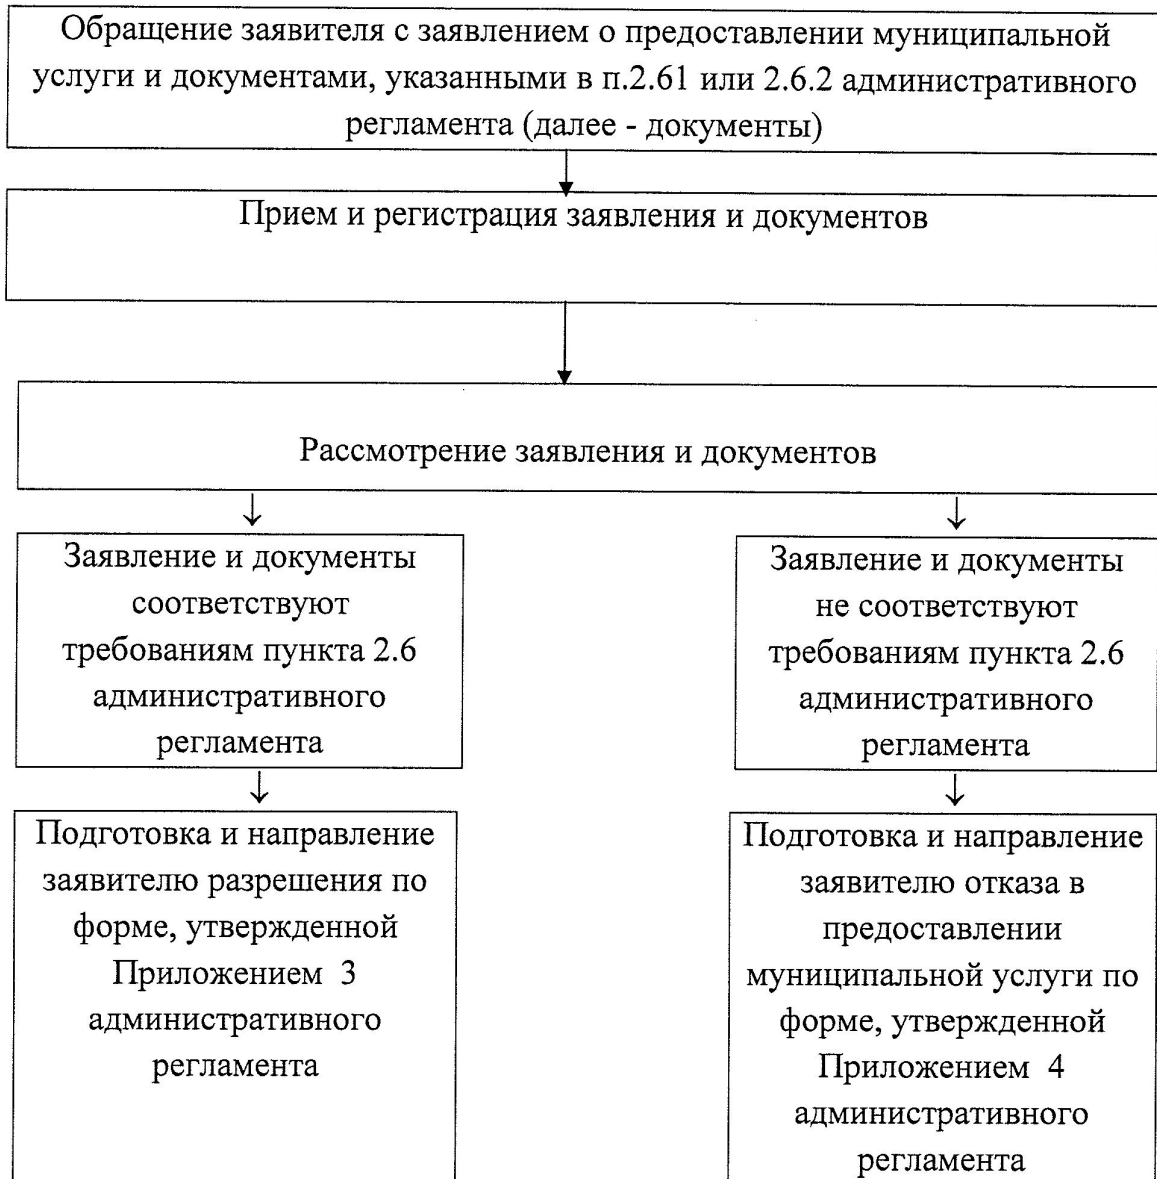 Обращение заявителя с заявлением о предоставлении муниципальной
услуги и документами, указанными в п.2.61 или 2.6.2 административного
регламента (далее - документы)
Прием и регистрация заявления и документов
Рассмотрение заявления и документов
Заявление и документы
соответствуют
требованиям пункта 2.6
административного
регламента
Заявление и документы
не соответствуют
требованиям пункта 2.6
административного
регламента
Подготовка и направление
заявителю разрешения по
форме, утвержденной
Приложением 3
административного
регламента
Подготовка и направление
заявителю отказа в
предоставлении
муниципальной услуги по
форме, утвержденной
Приложением 4
административного
регламента